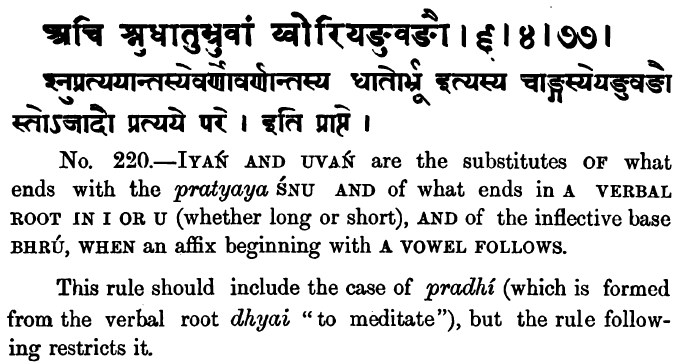 अचि श्नुधातुभ्रुवां य्वोरियङुवङौ । ६ । ४ । ७७ ।
श्नुप्रत्ययान्तस्येवर्णोवर्णान्तस्य धातोर्भ्रू इत्यस्य चाङ्गस्येयङुवङौ
स्तोऽजादौ प्रत्यये परे । इति प्राप्ते ।
No. 220.—IYAŃ AND UVAŃ are the substitutes OF what
ends with the pratyaya ŚNU AND of what ends in A VERBAL
ROOT IN I OR U (whether long or short), AND of the inflective base
BHRÚ, WHEN an affix beginning with A VOWEL FOLLOWS.
This rule should include the case of pradhí (which is formed
from the verbal root dhyai “to meditate”), but the rule follow-
ing restricts it.